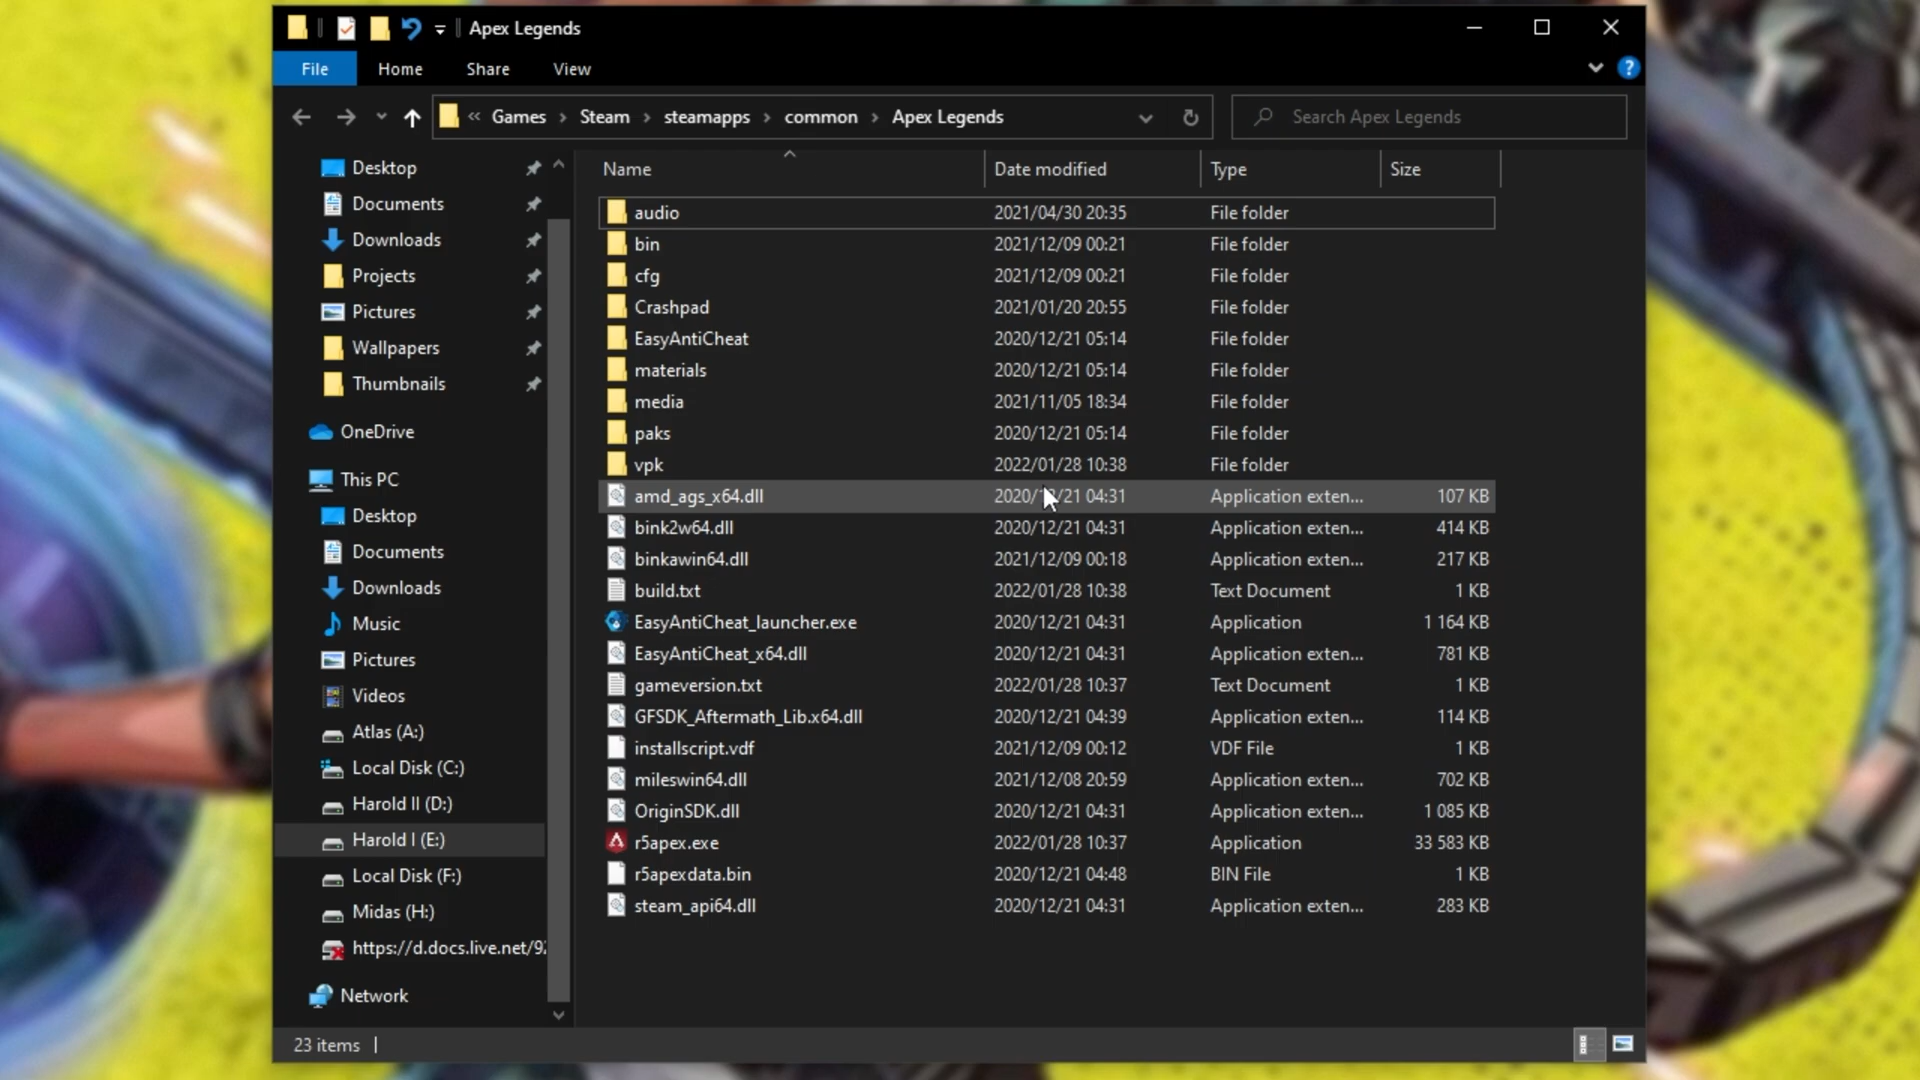 Apex Legends
File Home Share View
« Games › Steam › steamapps › common › Apex Legends
Search Apex Legends
Desktop
Documents
Downloads
Projects
Pictures
Wallpapers
Thumbnails
OneDrive
This PC
Desktop
Documents
Downloads
Music
Pictures
Videos
Atlas (A:)
Local Disk (C:)
Harold II (D:)
Harold I (E:)
Local Disk (F:)
Midas (H:)
https://d.docs.live.net/9
Network
Name Date modified Type Size
audio 2021/04/30 20:35 File folder
bin 2021/12/09 00:21 File folder
cfg 2021/12/09 00:21 File folder
Crashpad 2021/01/20 20:55 File folder
EasyAntiCheat 2020/12/21 05:14 File folder
materials 2020/12/21 05:14 File folder
media 2021/11/05 18:34 File folder
paks 2020/12/21 05:14 File folder
vpk 2022/01/28 10:38 File folder
amd_ags_x64.dll 2020/12/21 04:31 Application exten... 107 KB
bink2w64.dll 2020/12/21 04:31 Application exten... 414 KB
binkawin64.dll 2021/12/09 00:18 Application exten... 217 KB
build.txt 2022/01/28 10:38 Text Document 1 KB
EasyAntiCheat_launcher.exe 2020/12/21 04:31 Application 1 164 KB
EasyAntiCheat_x64.dll 2020/12/21 04:31 Application exten... 781 KB
gameversion.txt 2022/01/28 10:37 Text Document 1 KB
GFSDK_Aftermath_Lib.x64.dll 2020/12/21 04:39 Application exten... 114 KB
installscript.vdf 2021/12/09 00:12 VDF File 1 KB
mileswin64.dll 2021/12/08 20:59 Application exten... 702 KB
OriginSDK.dll 2020/12/21 04:31 Application exten... 1 085 KB
r5apex.exe 2022/01/28 10:37 Application 33 583 KB
r5apexdata.bin 2020/12/21 04:48 BIN File 1 KB
steam_api64.dll 2020/12/21 04:31 Application exten... 283 KB
23 items